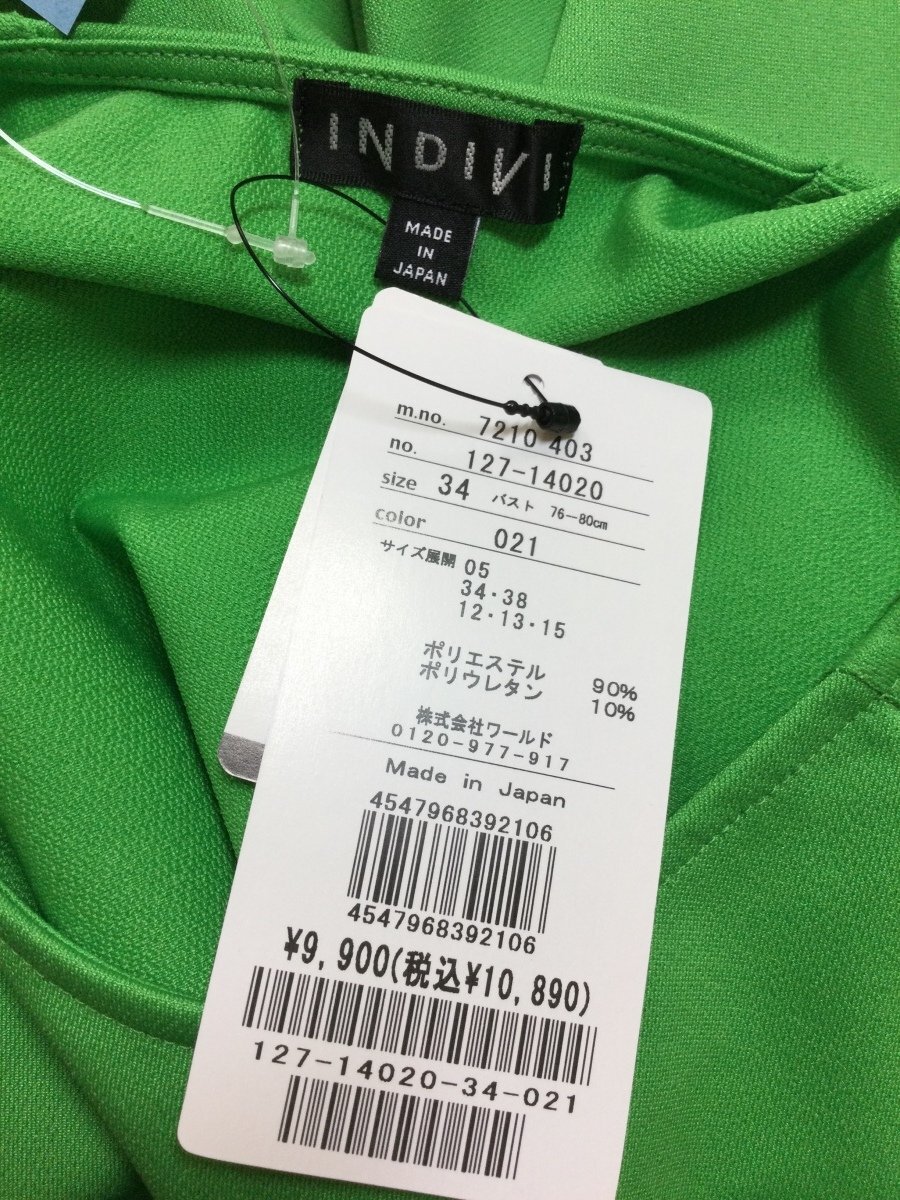 INDIVI
MADE
IN
JAPAN
m.no. 7210 403
no. 127-14020
size 34 バスト 76-80cm
color 021
サイズ展開 05
34・38
12・13・15
ポリエステル 90%
ポリウレタン 10%
株式会社ワールド
0120-977-917
Made in Japan
4547968392106
4547968392106
¥9,900(税込¥10,890)
127-14020-34-021